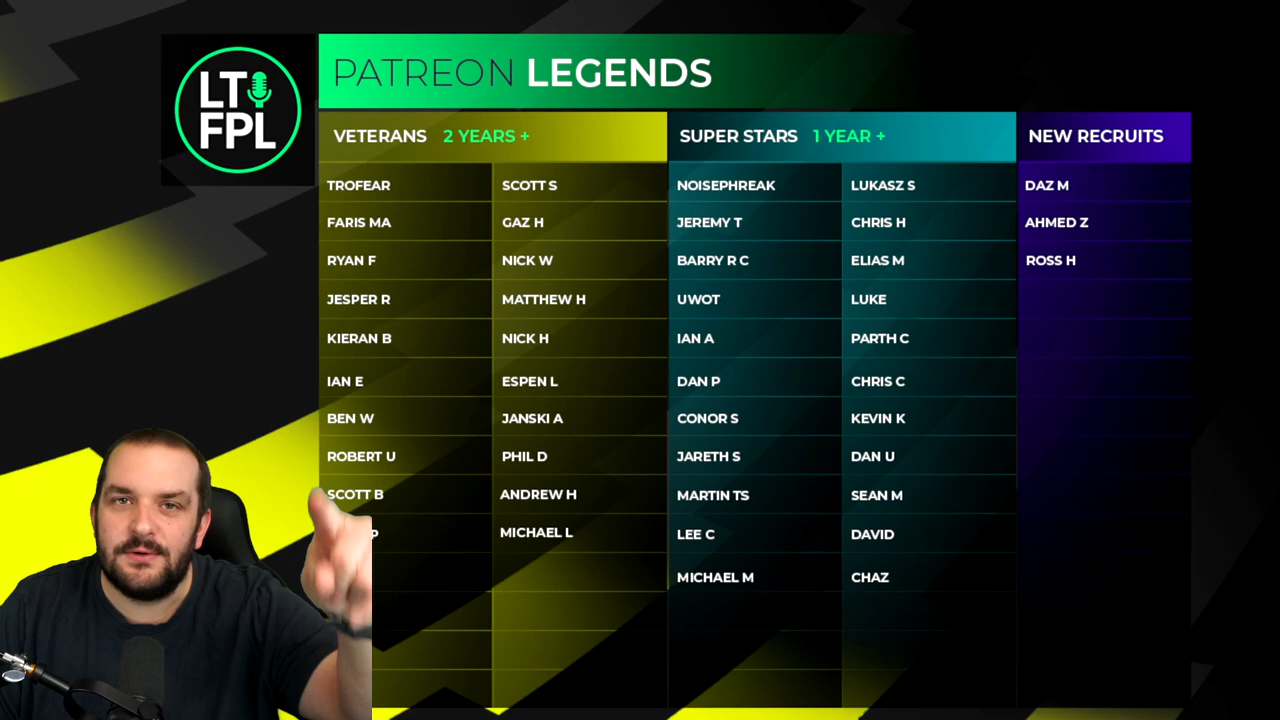 LT
FPL
PATREON LEGENDS
VETERANS 2 YEARS +
SUPER STARS 1 YEAR +
NEW RECRUITS
TROFEAR
FARIS MA
RYAN F
JESPER R
KIERAN B
IAN E
BEN W
ROBERT U
SCOTT B
P
SCOTT S
GAZ H
NICK W
MATTHEW H
NICK H
ESPEN L
JANSKI A
PHIL D
ANDREW H
MICHAEL L
NOISEPHREAK
JEREMY T
BARRY R C
UWOT
IAN A
DAN P
CONOR S
JARETH S
MARTIN TS
LEE C
MICHAEL M
LUKASZ S
CHRIS H
ELIAS M
LUKE
PARTH C
CHRIS C
KEVIN K
DAN U
SEAN M
DAVID
CHAZ
DAZ M
AHMED Z
ROSS H